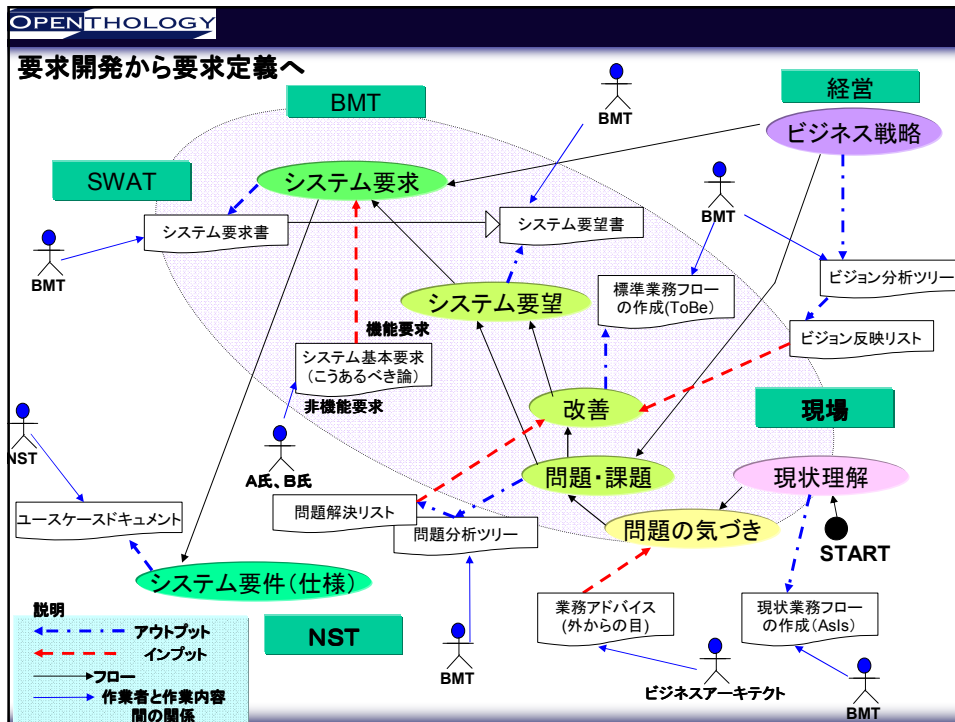 OPENTHOLOGY
要求開発から要求定義へ
BMT
BMT
経営
ビジネス戦略
SWAT
システム要求
BMT
システム要求書
システム要望書
BMT
ビジョン分析ツリー
システム要望
標準業務フロー
の作成(ToBe)
機能要求
ビジョン反映リスト
システム基本要求
(こうあるべき論)
非機能要求
改善
現場
NST
A氏、B氏
問題・課題
現状理解
ユースケースドキュメント
問題解決リスト
問題分析ツリー
問題の気づき
START
システム要件(仕様)
業務アドバイス
(外からの目)
現状業務フロー
の作成(AsIs)
NST
BMT
ビジネスアーキテクト
BMT
説明
アウトプット
インプット
フロー
作業者と作業内容
間の関係